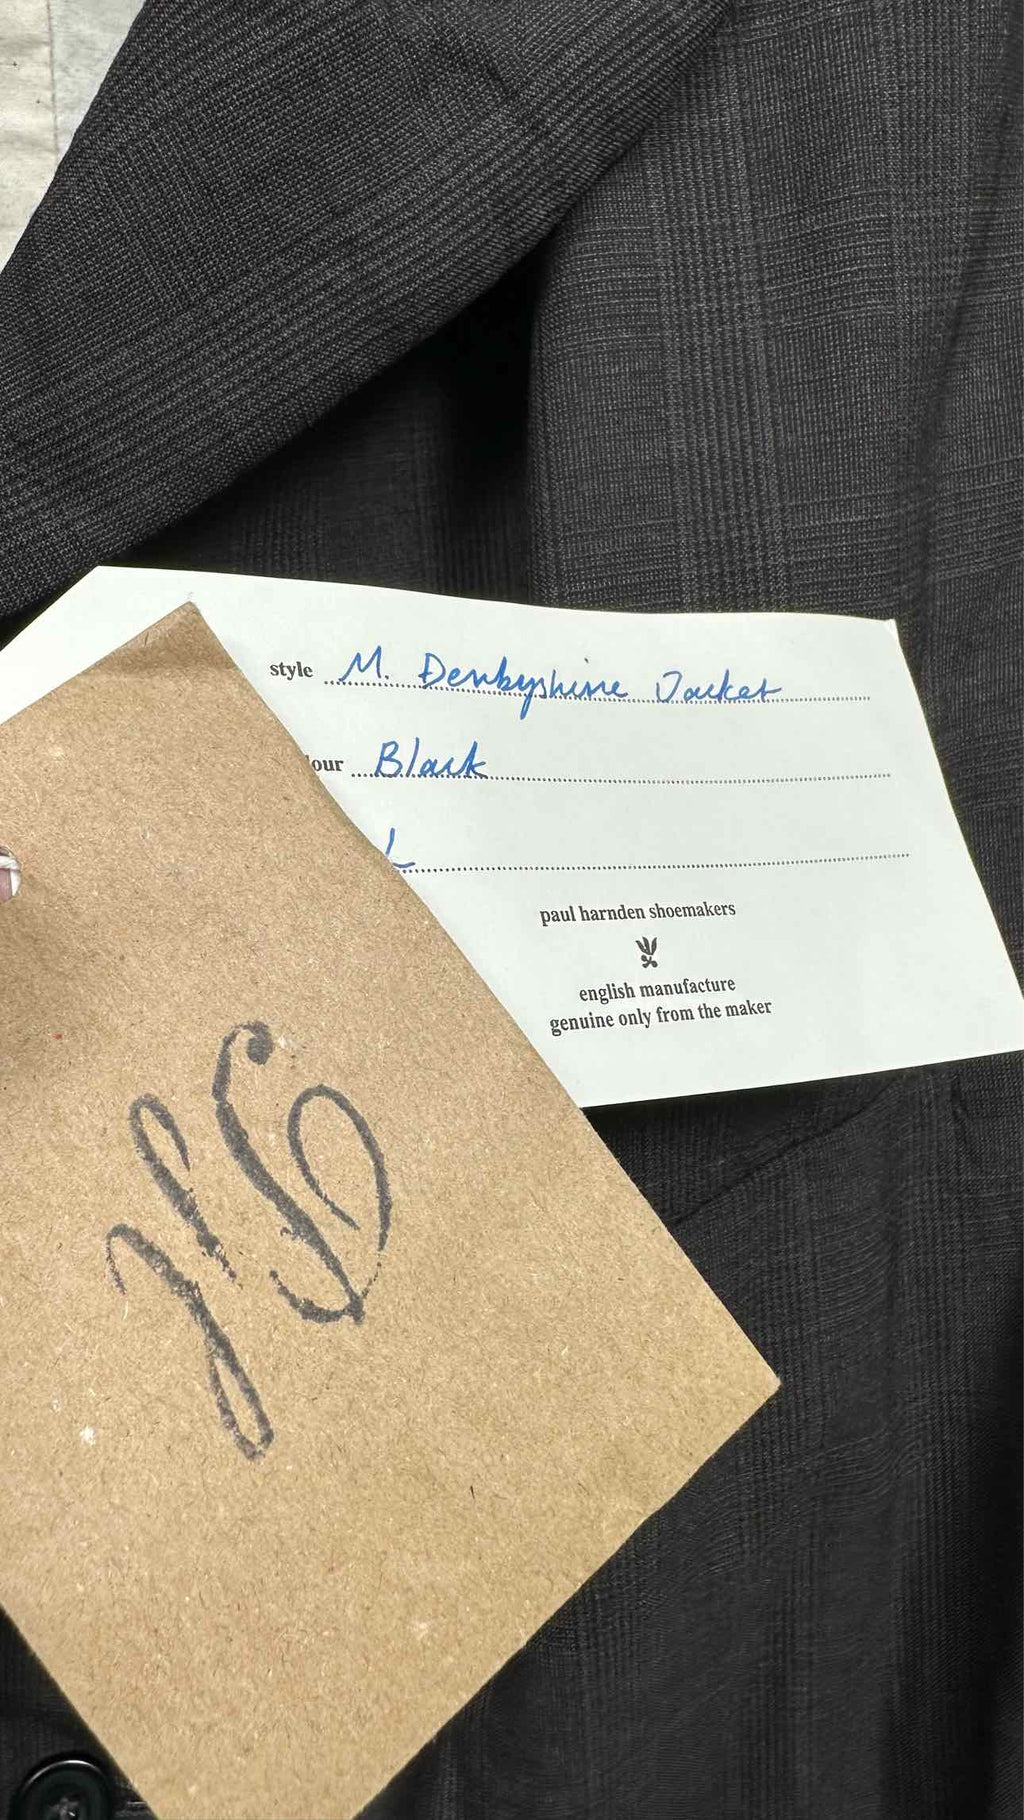 style M. Derbyshire Jacket
lour Black
L
paul harnden shoemakers
english manufacture
genuine only from the maker